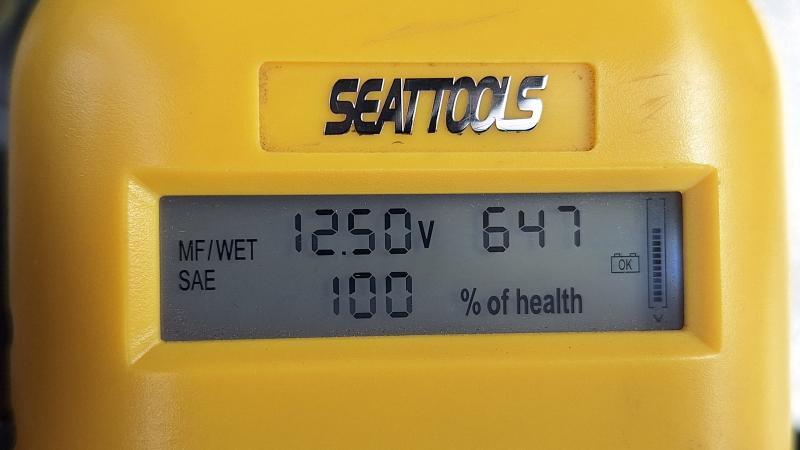 SEATTOOLS
MF/WET 12.50V 647
SAE 100 % of health
OK